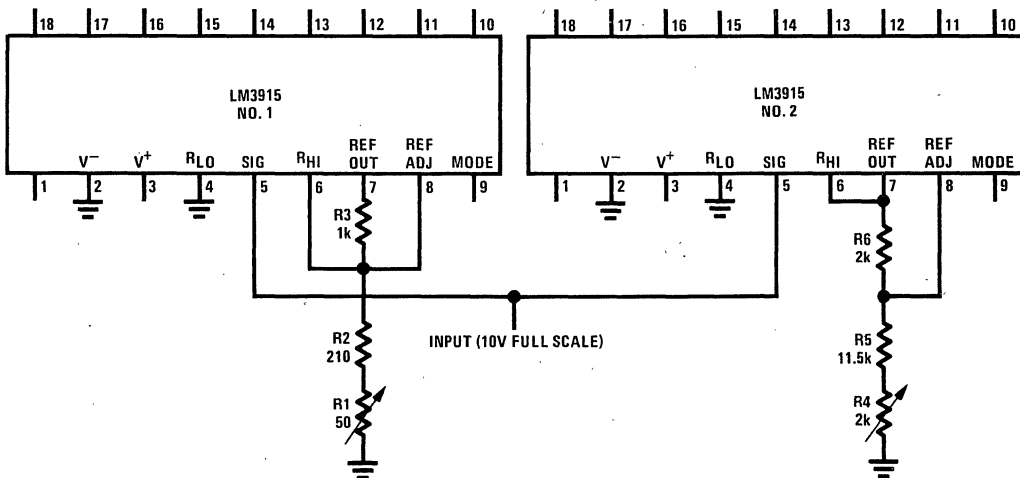 18 17 16 15 14 13 12 11 10
LM3915
NO. 1
V⁻ V⁺ RLO SIG RHI REF OUT REF ADJ MODE
1 2 3 4 5 6 7 8 9
R3
1k
R2
210
R1
50
18 17 16 15 14 13 12 11 10
LM3915
NO. 2
V⁻ V⁺ RLO SIG RHI REF OUT REF ADJ MODE
1 2 3 4 5 6 7 8 9
R6
2k
R5
11.5k
R4
2k
INPUT (10V FULL SCALE)